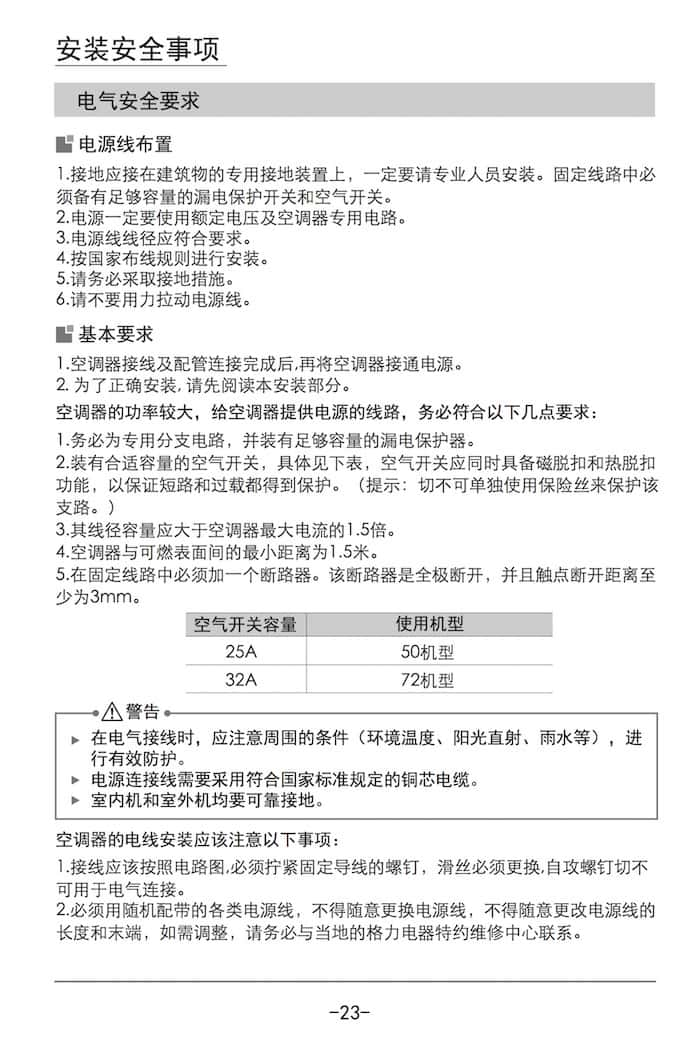 安装安全事项
电气安全要求
电源线布置
1.接地应接在建筑物的专用接地装置上，一定要请专业人员安装。固定线路中必
须备有足够容量的漏电保护开关和空气开关。
2.电源一定要使用额定电压及空调器专用电路。
3.电源线线径应符合要求。
4.按国家布线规则进行安装。
5.请务必采取接地措施。
6.请不要用力拉动电源线。
基本要求
1.空调器接线及配管连接完成后,再将空调器接通电源。
2. 为了正确安装, 请先阅读本安装部分。
空调器的功率较大，给空调器提供电源的线路，务必符合以下几点要求：
1.务必为专用分支电路，并装有足够容量的漏电保护器。
2.装有合适容量的空气开关，具体见下表，空气开关应同时具备磁脱扣和热脱扣
功能，以保证短路和过载都得到保护。（提示：切不可单独使用保险丝来保护该
支路。）
3.其线径容量应大于空调器最大电流的1.5倍。
4.空调器与可燃表面间的最小距离为1.5米。
5.在固定线路中必须加一个断路器。该断路器是全极断开，并且触点断开距离至
少为3mm。
空气开关容量 使用机型
25A 50机型
32A 72机型
警告
在电气接线时，应注意周围的条件（环境温度、阳光直射、雨水等），进
行有效防护。
电源连接线需要采用符合国家标准规定的铜芯电缆。
室内机和室外机均要可靠接地。
空调器的电线安装应该注意以下事项：
1.接线应该按照电路图,必须拧紧固定导线的螺钉，滑丝必须更换,自攻螺钉切不
可用于电气连接。
2.必须用随机配带的各类电源线，不得随意更换电源线，不得随意更改电源线的
长度和末端，如需调整，请务必与当地的格力电器特约维修中心联系。
-23-